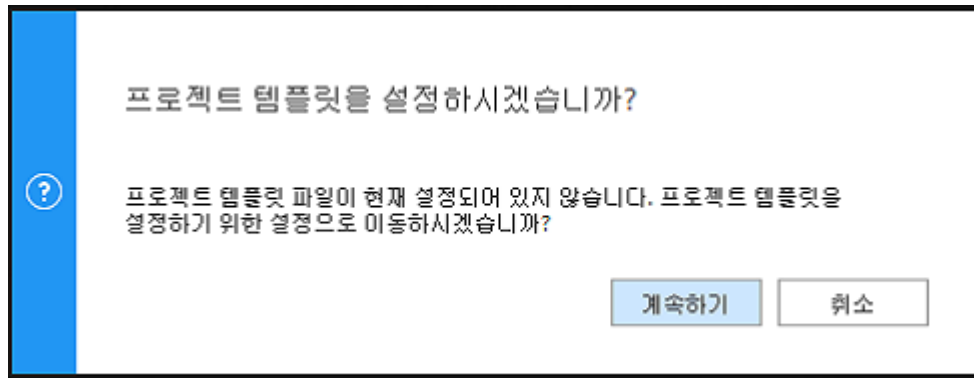 프로젝트 템플릿을 설정하시겠습니까?
?
프로젝트 템플릿 파일이 현재 설정되어 있지 않습니다. 프로젝트 템플릿을
설정하기 위한 설정으로 이동하시겠습니까?
계속하기
취소